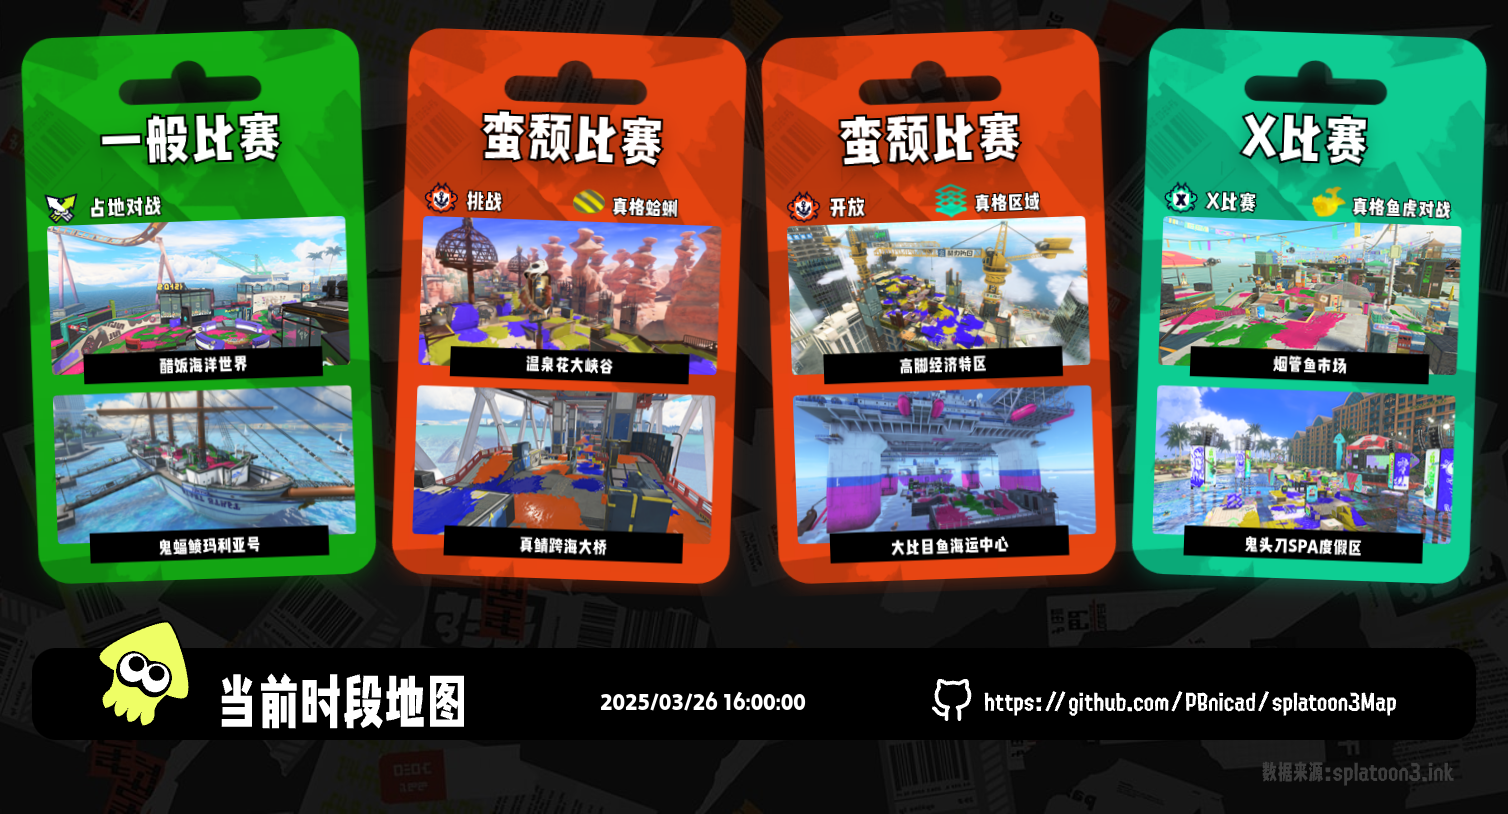 一般比赛
占地对战
醋饭海洋世界
鬼蝠鲼玛利亚号
蛮颓比赛
挑战
真格蛤蜊
温泉花大峡谷
真鲭跨海大桥
蛮颓比赛
开放
真格区域
高脚经济特区
大比目鱼海运中心
X比赛
X比赛
真格鱼虎对战
烟管鱼市场
鬼头刀SPA度假区
当前时段地图
2025/03/26 16:00:00
https://github.com/PBnicad/splatoon3Map
数据来源:splatoon3.ink